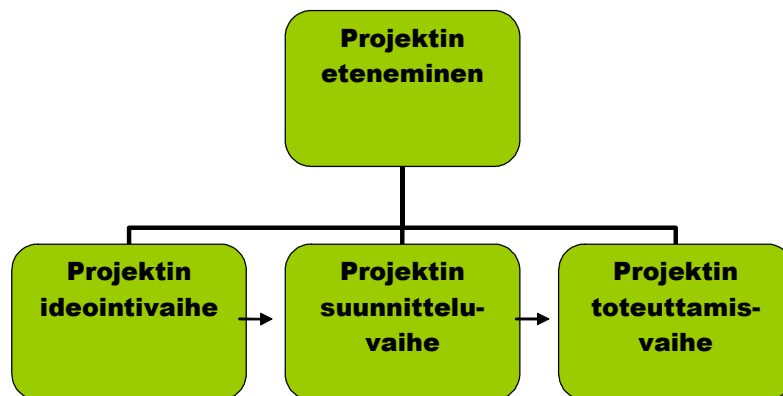 Projektin
eteneminen
Projektin
ideointivaihe
Projektin
suunnittelu-
vaihe
Projektin
toteuttamis-
vaihe